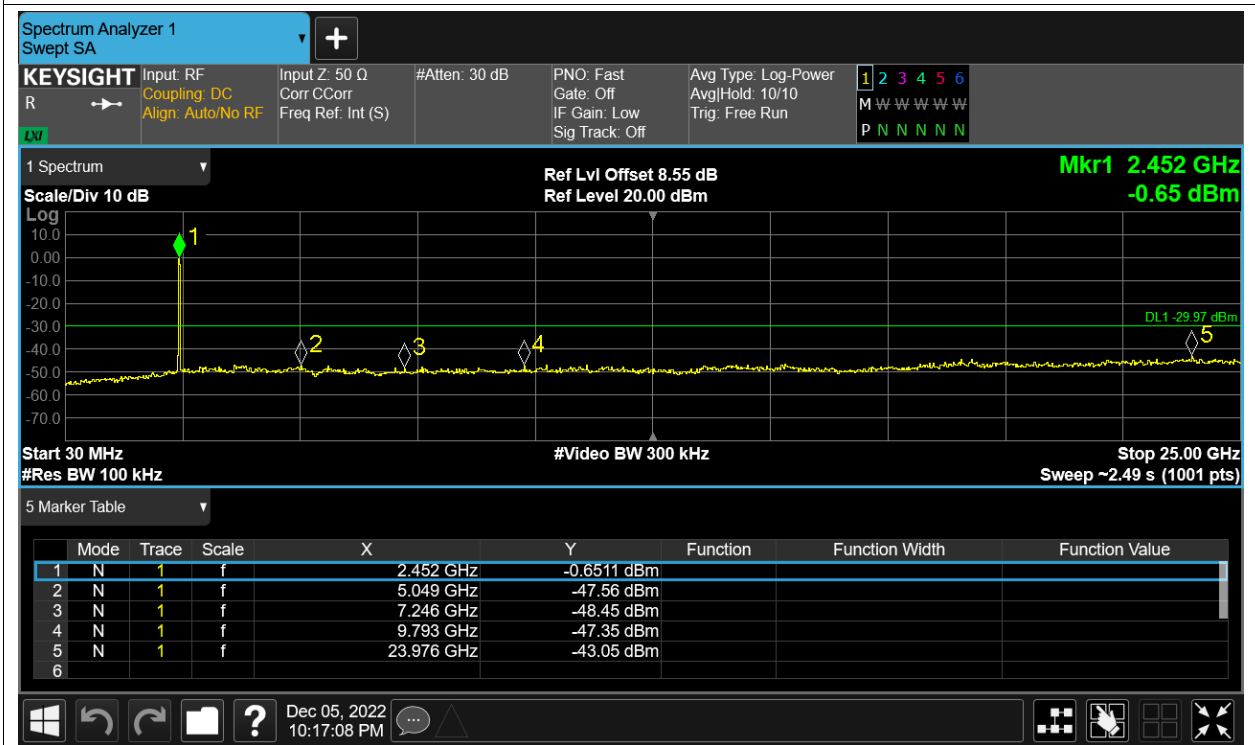 Spectrum Analyzer 1
Swept SA
+
KEYSIGHT Input: RF Input Z: 50 Ω #Atten: 30 dB PNO: Fast Avg Type: Log-Power 1 2 3 4 5 6
R Coupling: DC Corr CCorr Gate: Off Avg|Hold: 10/10 M W W W W W
Align: Auto/No RF Freq Ref: Int (S) IF Gain: Low Trig: Free Run
LXI Sig Track: Off P N N N N N
1 Spectrum Ref Lvl Offset 8.55 dB Mkr1 2.452 GHz
Scale/Div 10 dB Ref Level 20.00 dBm -0.65 dBm
Log
10.0 1
0.00
-10.0
-20.0
-30.0 DL1 -29.97 dBm
-40.0 2 3 4 5
-50.0
-60.0
-70.0
Start 30 MHz #Video BW 300 kHz Stop 25.00 GHz
#Res BW 100 kHz Sweep ~2.49 s (1001 pts)
5 Marker Table
Mode Trace Scale X Y Function Function Width Function Value
1 N 1 f 2.452 GHz -0.6511 dBm
2 N 1 f 5.049 GHz -47.56 dBm
3 N 1 f 7.246 GHz -48.45 dBm
4 N 1 f 9.793 GHz -47.35 dBm
5 N 1 f 23.976 GHz -43.05 dBm
6
? Dec 05, 2022
10:17:08 PM